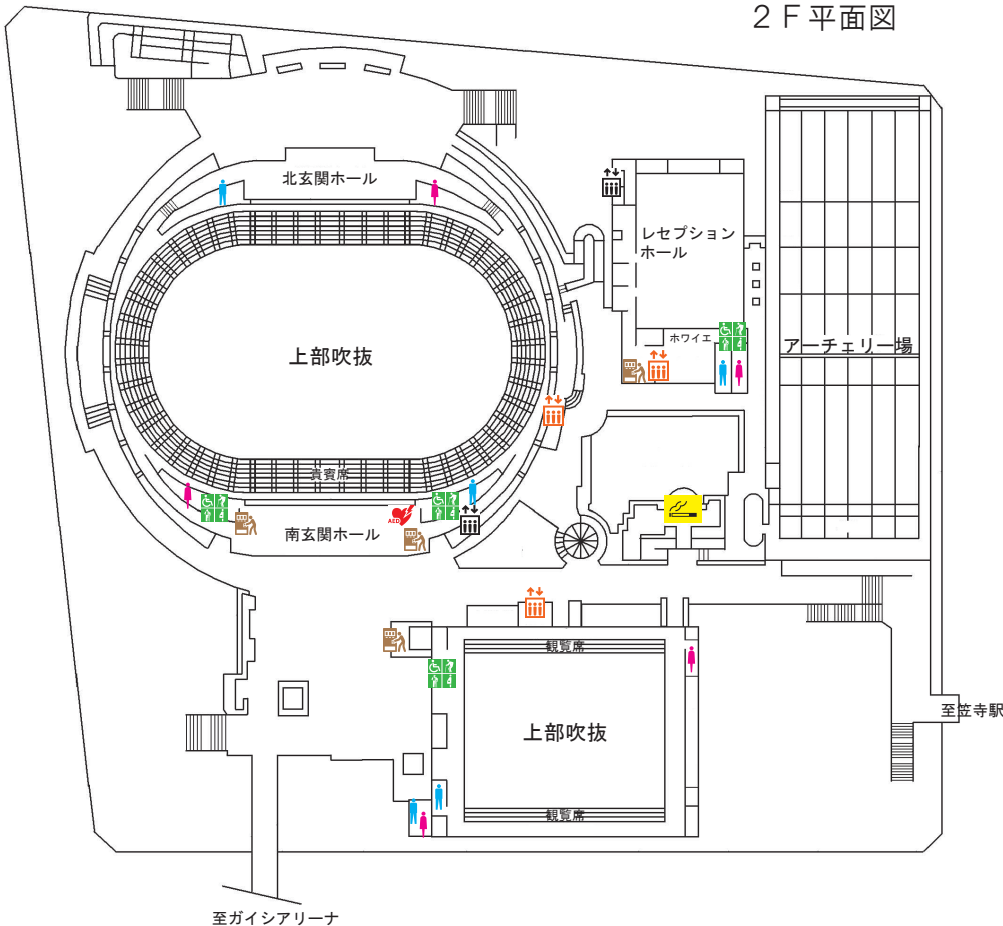 2F平面図
北玄関ホール
レセプション
ホール
上部吹抜
ホワイエ
アーチェリー場
貴賓席
AED
南玄関ホール
観覧席
上部吹抜
至笠寺駅
観覧席
至ガイシアリーナ